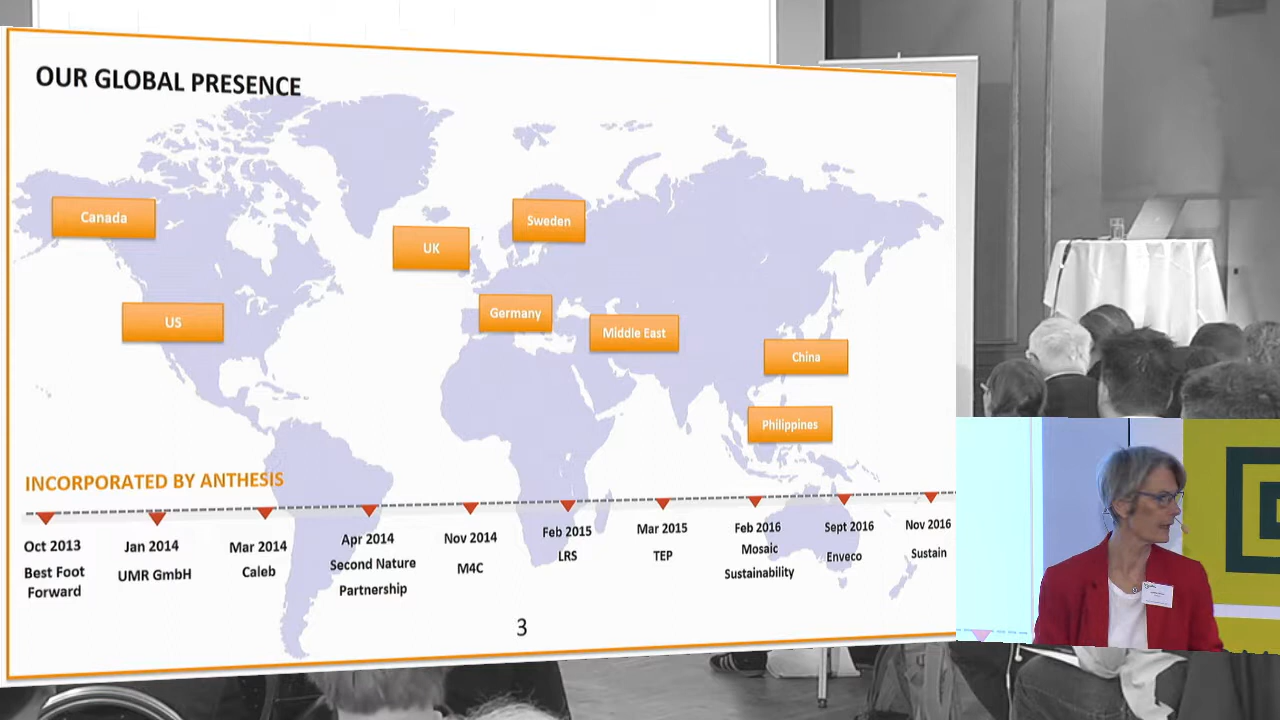 OUR GLOBAL PRESENCE
Canada
Sweden
UK
US
Germany
Middle East
China
Philippines
INCORPORATED BY ANTHESIS
Oct 2013
Best Foot
Forward
Jan 2014
UMR GmbH
Mar 2014
Caleb
Apr 2014
Second Nature
Partnership
Nov 2014
M4C
Feb 2015
LRS
Mar 2015
TEP
Feb 2016
Mosaic
Sustainability
Sept 2016
Enveco
Nov 2016
Sustain
3